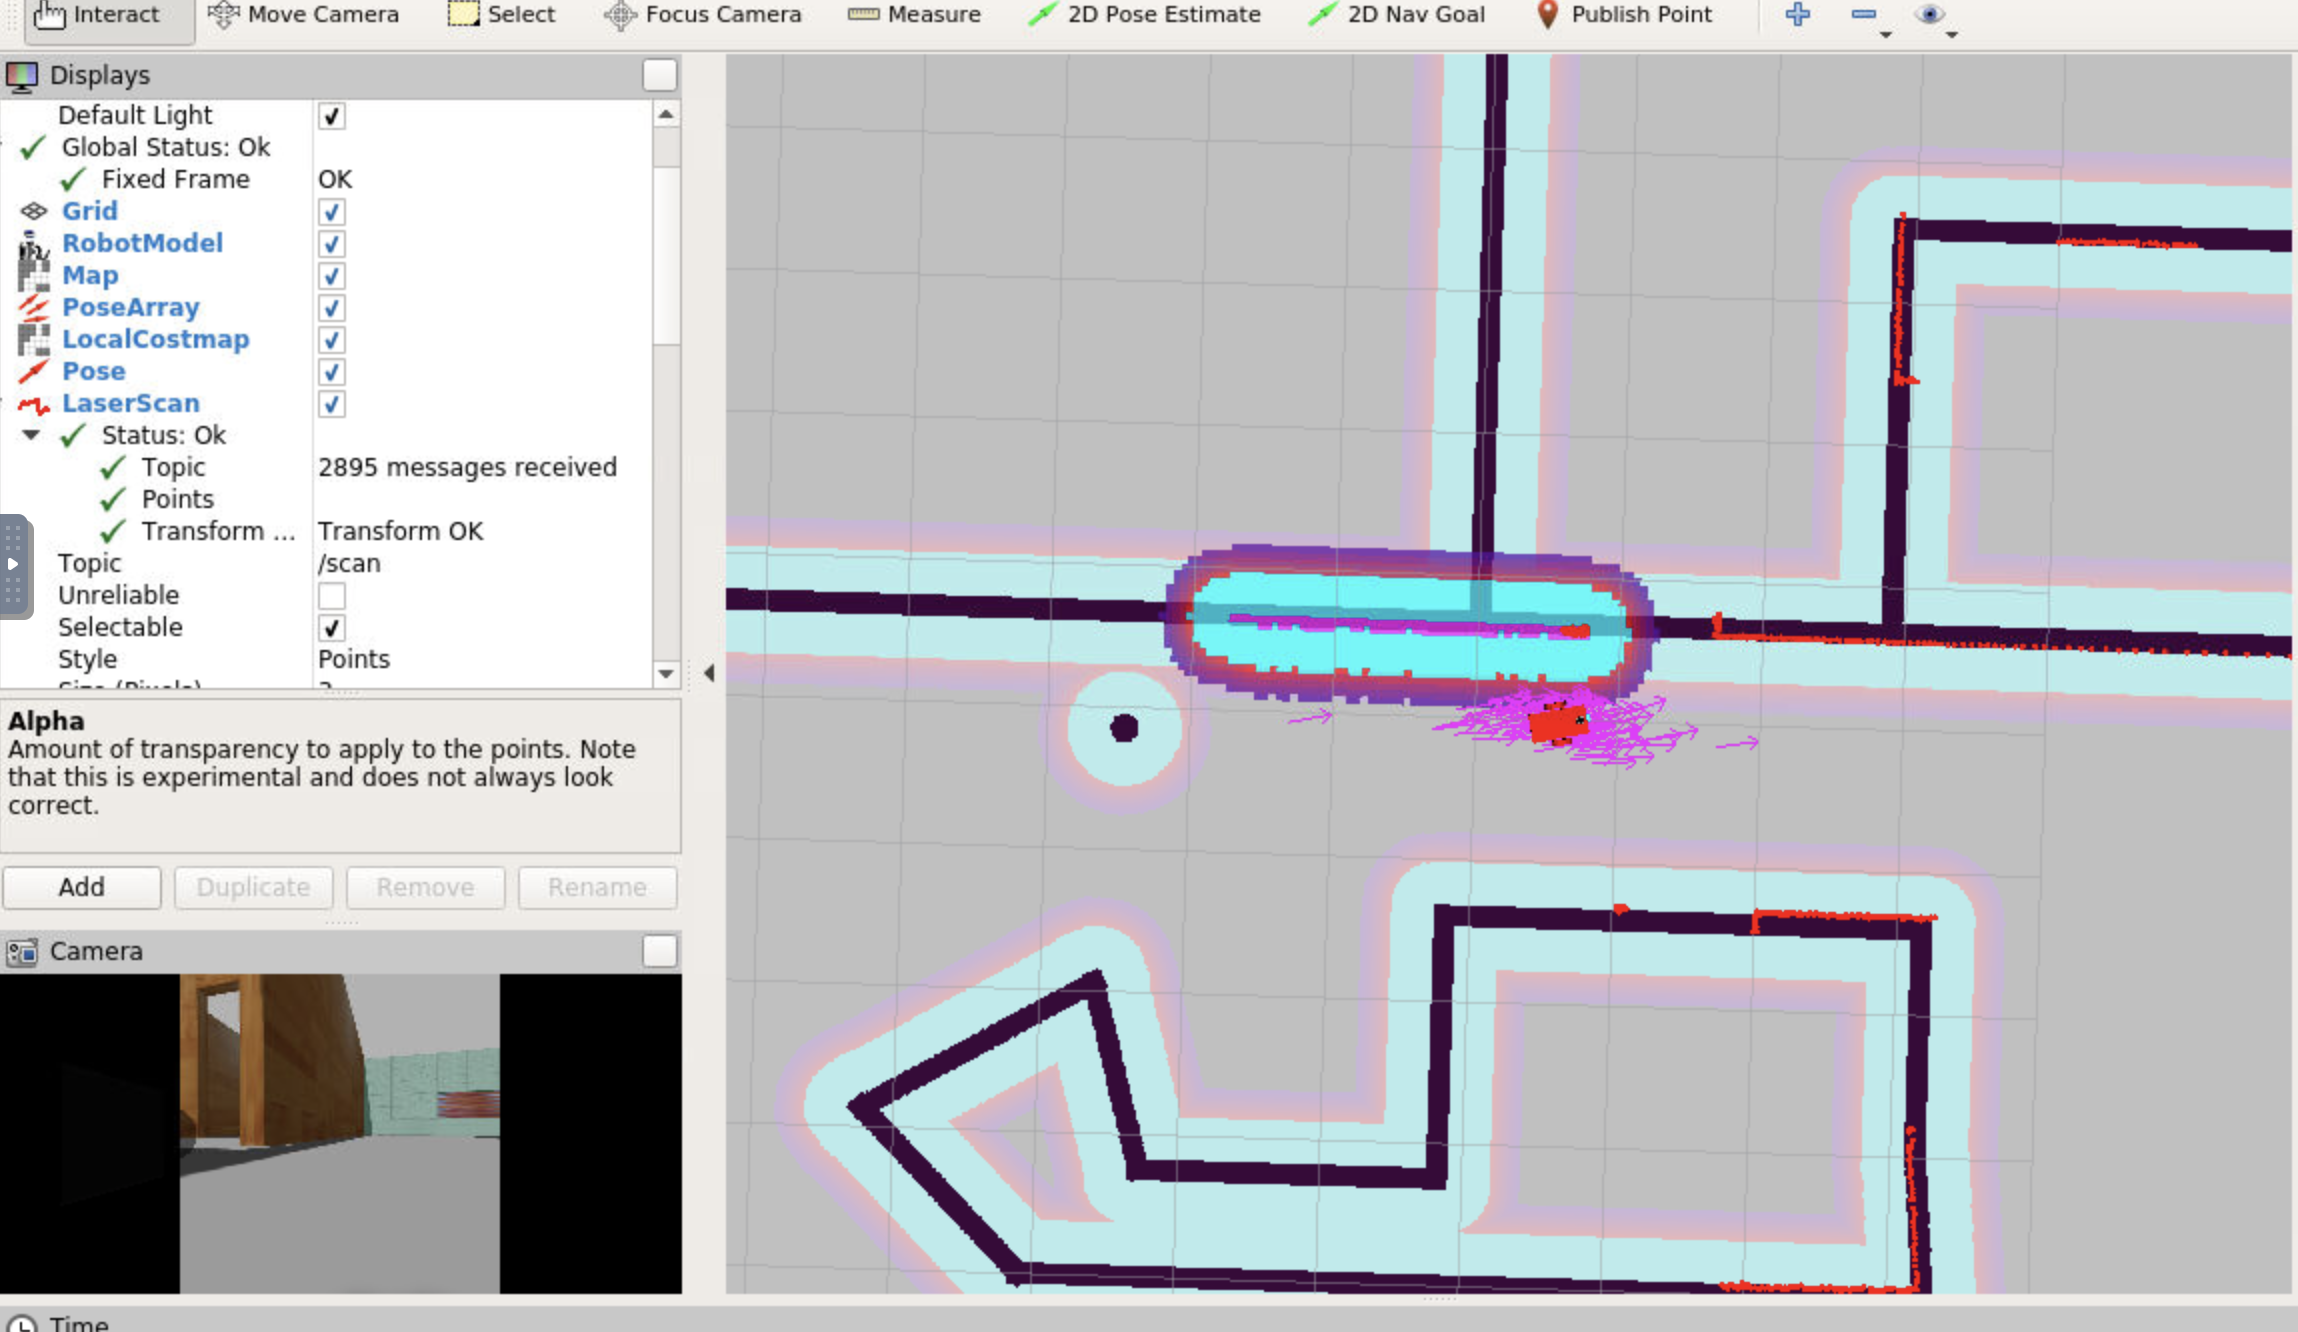 Interact Move Camera Select Focus Camera Measure 2D Pose Estimate 2D Nav Goal Publish Point
Displays
Default Light
Global Status: Ok
Fixed Frame OK
Grid
RobotModel
Map
PoseArray
LocalCostmap
Pose
LaserScan
Status: Ok
Topic 2895 messages received
Points
Transform ... Transform OK
Topic /scan
Unreliable
Selectable
Style Points
Alpha
Amount of transparency to apply to the points. Note
that this is experimental and does not always look
correct.
Add Duplicate Remove Rename
Camera
Time